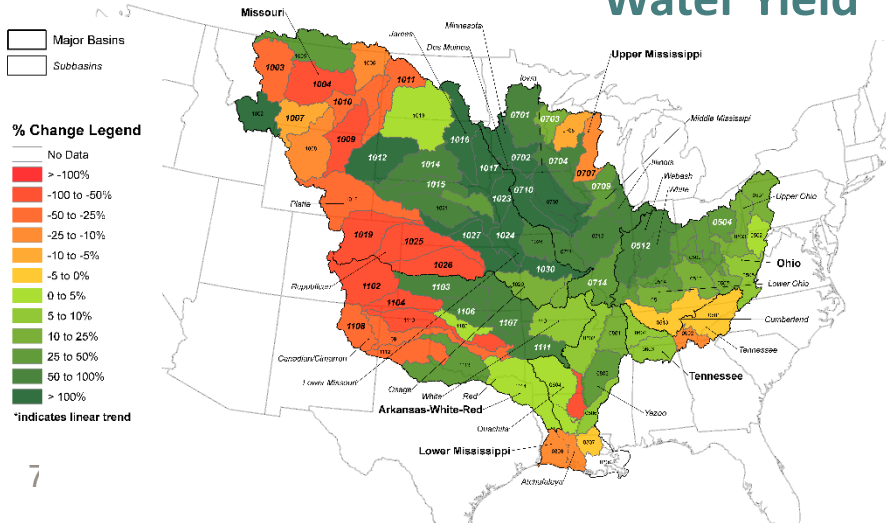 Water Yield
Missouri
Minnesota
James
Des Moines
Upper Mississippi
Iowa
Major Basins
Subbasins
Middle Mississippi
Illinois
Wabash
White
Upper Ohio
Ohio
Lower Ohio
Cumberland
Tennessee
Tennessee
Yazoo
Platte
Republican
Canadian/Cimarron
Lower Missouri
Osage
White
Red
Arkansas-White-Red
Ouachita
Lower Mississippi
Atchafalaya
% Change Legend
No Data
> -100%
-100 to -50%
-50 to -25%
-25 to -10%
-10 to -5%
-5 to 0%
0 to 5%
5 to 10%
10 to 25%
25 to 50%
50 to 100%
> 100%
*indicates linear trend
7
1003
1004
1010
1011
1007
1009
1012
1014
1015
1016
1017
1023
1024
1027
1019
1025
1026
1030
1102
1103
1104
1106
1107
1108
1111
0701
0702
0703
0704
0707
0709
0710
0714
0512
0504